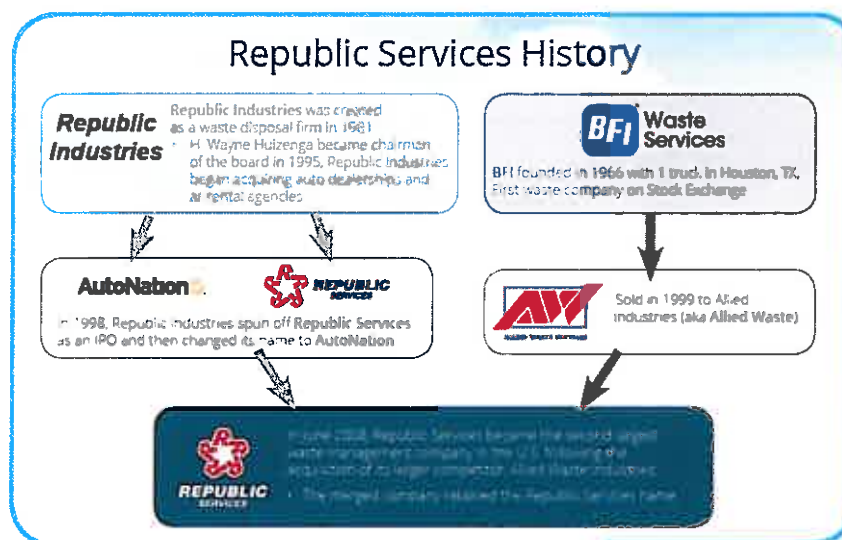 Republic Services History
Republic
Industries
Republic Industries was created
as a waste disposal firm in 1981
H. Wayne Huizenga became chairman
of the board in 1995, Republic Industries
began acquiring auto dealerships and
rental agencies
BFI Waste
Services
BFI founded in 1966 with 1 truck, in Houston, TX,
First waste company on Stock Exchange
AutoNation
REPUBLIC
SERVICES
In 1998, Republic Industries spun off Republic Services
as an IPO and then changed its name to AutoNation
AW
ALLIED WASTE SERVICES
Sold in 1999 to Allied
Industries (aka Allied Waste)
REPUBLIC
SERVICES
In June 2008, Republic Services became the second largest
waste management company in the U.S. following the
acquisition of its larger competitor, Allied Waste Industries
• The merged company retained the Republic Services name